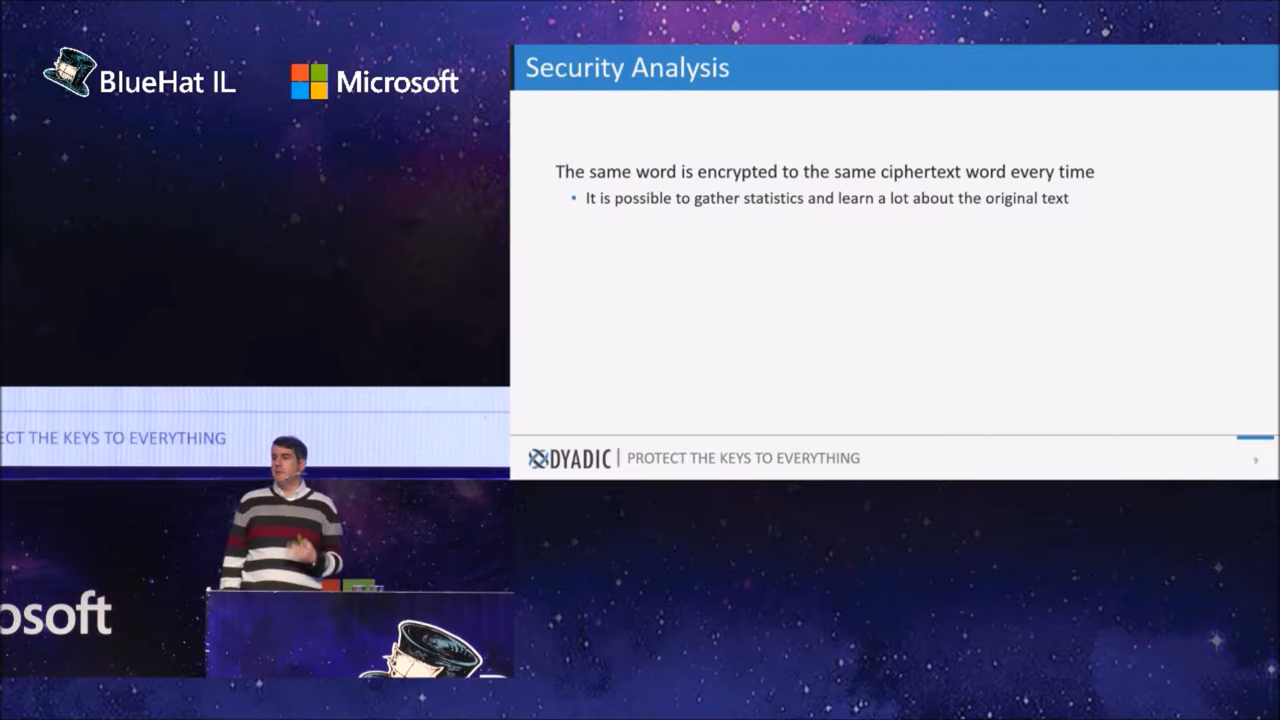 BlueHat IL
Microsoft
Security Analysis
The same word is encrypted to the same ciphertext word every time
• It is possible to gather statistics and learn a lot about the original text
DYADIC | PROTECT THE KEYS TO EVERYTHING
9
ECT THE KEYS TO EVERYTHING
osoft